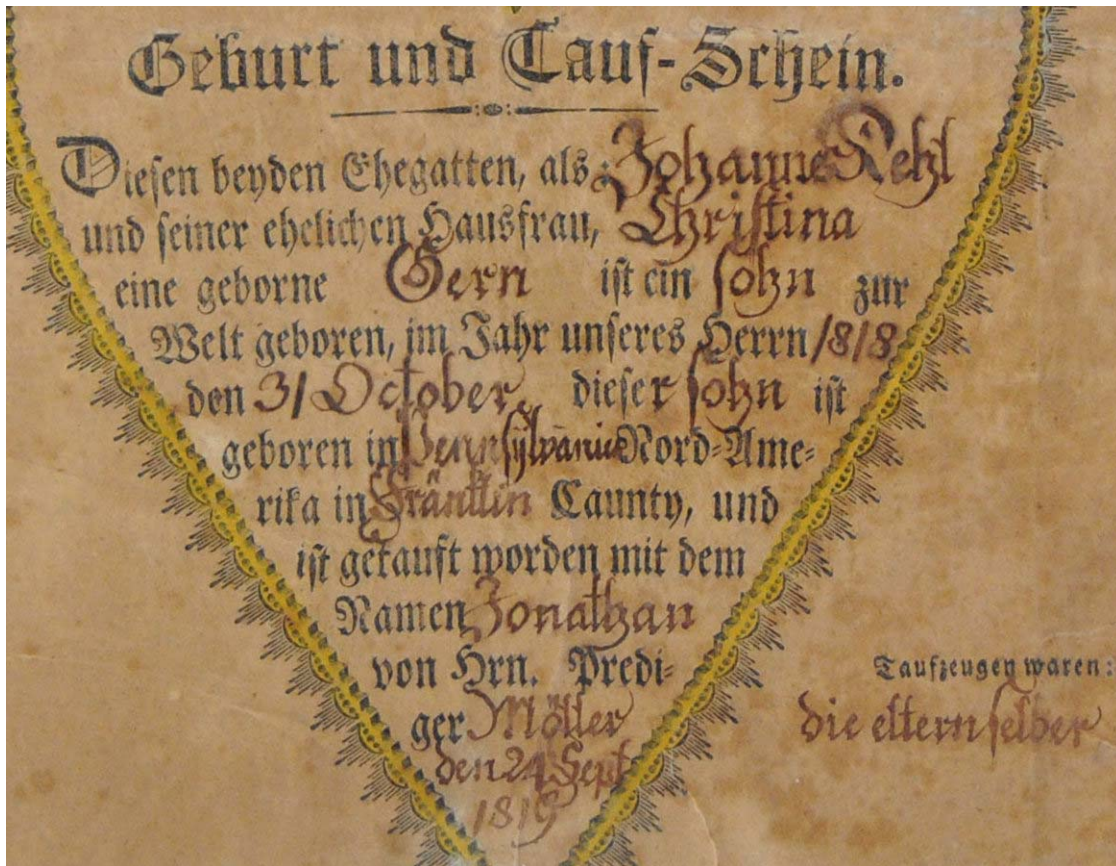 Geburt und Tauf-Schein.
Diesen beyden Ehegatten, als: Johannes Kehl
und seiner ehelichen Hausfrau, Christina
eine geborne Gern ist ein sohn zur
Welt geboren, im Jahr unseres Herrn 1818
den 31 October dieser sohn ist
geboren in Pennsylvanien Nord-Ame-
rika in Fränklin Caunty, und
ist getauft worden mit dem
Namen Jonathan
von Hrn. Predi-
ger Möller
den 24 Sept
1819
Taufzeugen waren:
die eltern selber